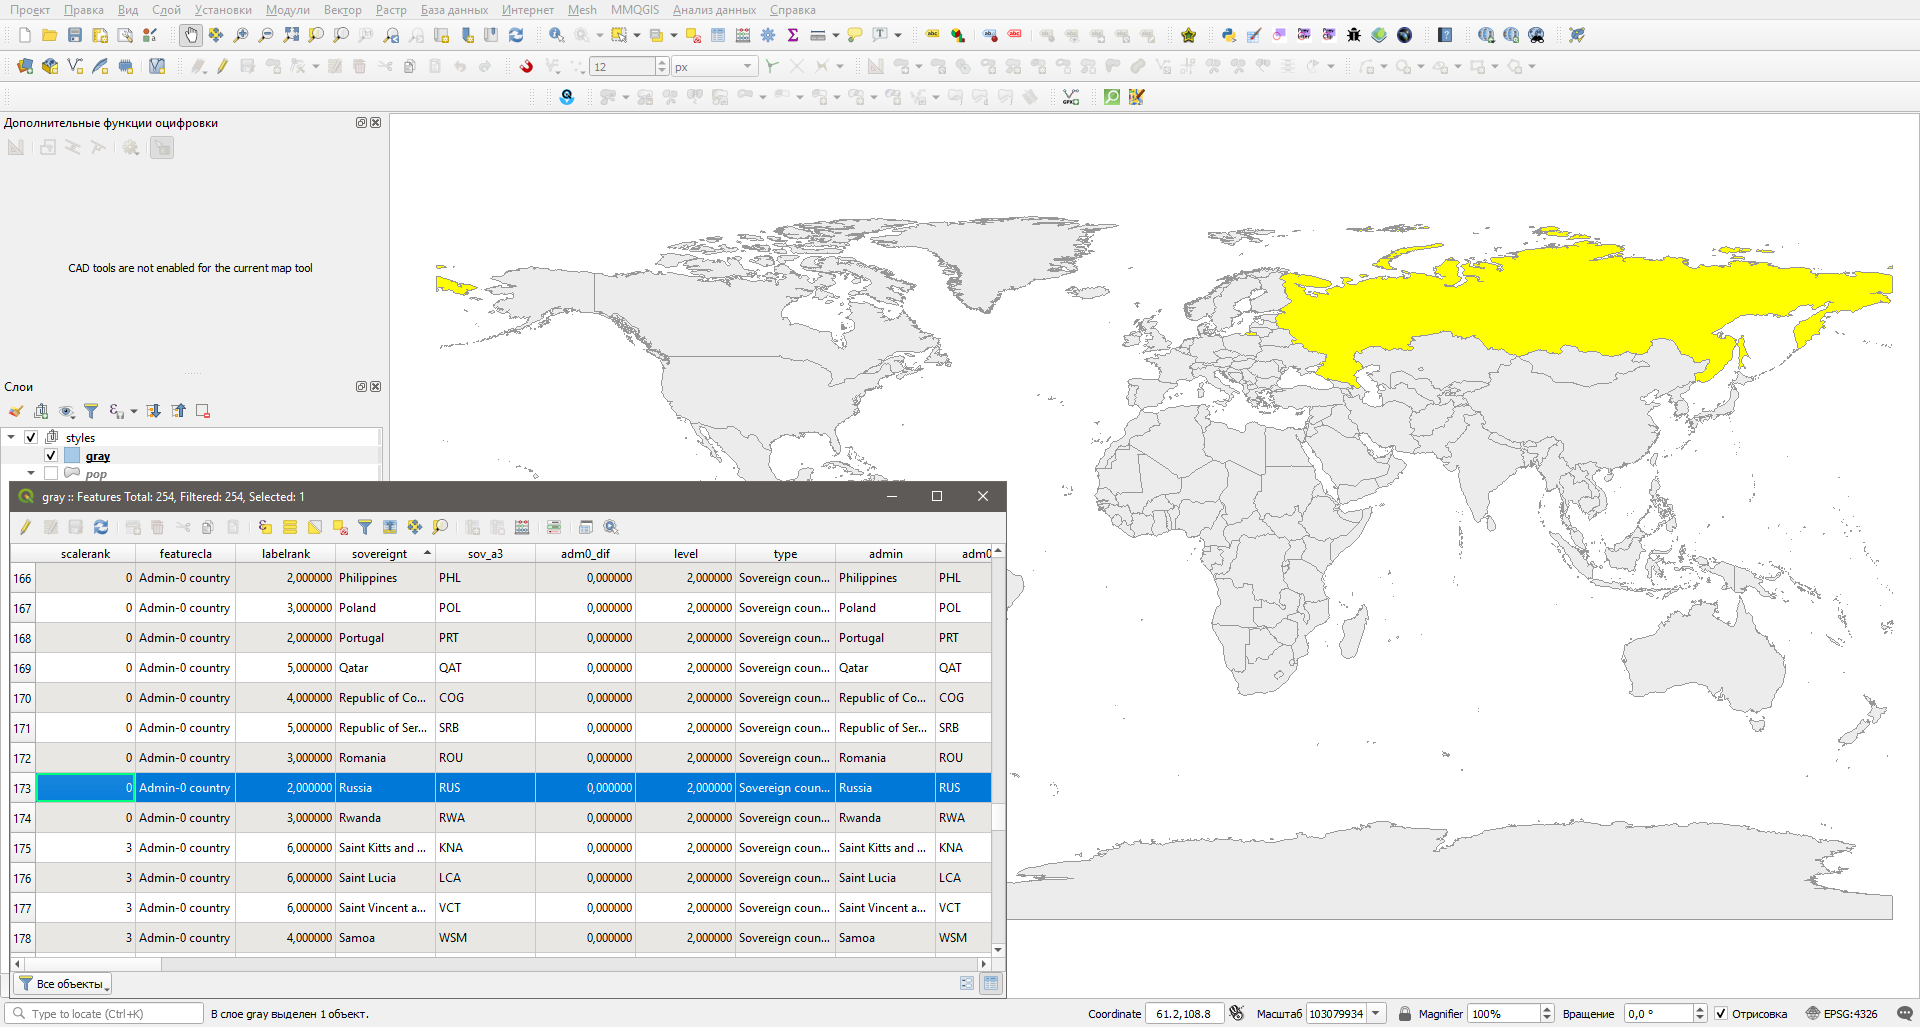 Проект Правка Вид Слой Установки Модули Вектор Растр База данных Интернет Mesh MMQGIS Анализ данных Справка
12 px
Дополнительные функции оцифровки
CAD tools are not enabled for the current map tool
Слои
styles
gray
pop
gray :: Features Total: 254, Filtered: 254, Selected: 1
scalerank featurecla labelrank sovereignt sov_a3 adm0_dif level type admin adm0
166 0 Admin-0 country 2,000000 Philippines PHL 0,000000 2,000000 Sovereign coun... Philippines PHL
167 0 Admin-0 country 3,000000 Poland POL 0,000000 2,000000 Sovereign coun... Poland POL
168 0 Admin-0 country 2,000000 Portugal PRT 0,000000 2,000000 Sovereign coun... Portugal PRT
169 0 Admin-0 country 5,000000 Qatar QAT 0,000000 2,000000 Sovereign coun... Qatar QAT
170 0 Admin-0 country 4,000000 Republic of Co... COG 0,000000 2,000000 Sovereign coun... Republic of Co... COG
171 0 Admin-0 country 5,000000 Republic of Ser... SRB 0,000000 2,000000 Sovereign coun... Republic of Ser... SRB
172 0 Admin-0 country 3,000000 Romania ROU 0,000000 2,000000 Sovereign coun... Romania ROU
173 0 Admin-0 country 2,000000 Russia RUS 0,000000 2,000000 Sovereign coun... Russia RUS
174 0 Admin-0 country 3,000000 Rwanda RWA 0,000000 2,000000 Sovereign coun... Rwanda RWA
175 3 Admin-0 country 6,000000 Saint Kitts and ... KNA 0,000000 2,000000 Sovereign coun... Saint Kitts and ... KNA
176 3 Admin-0 country 6,000000 Saint Lucia LCA 0,000000 2,000000 Sovereign coun... Saint Lucia LCA
177 3 Admin-0 country 6,000000 Saint Vincent a... VCT 0,000000 2,000000 Sovereign coun... Saint Vincent a... VCT
178 3 Admin-0 country 4,000000 Samoa WSM 0,000000 2,000000 Sovereign coun... Samoa WSM
Все объекты
Type to locate (Ctrl+K) В слое gray выделен 1 объект. Coordinate 61.2,108.8 Масштаб 103079934 Magnifier 100% Вращение 0,0 ° Отрисовка EPSG:4326